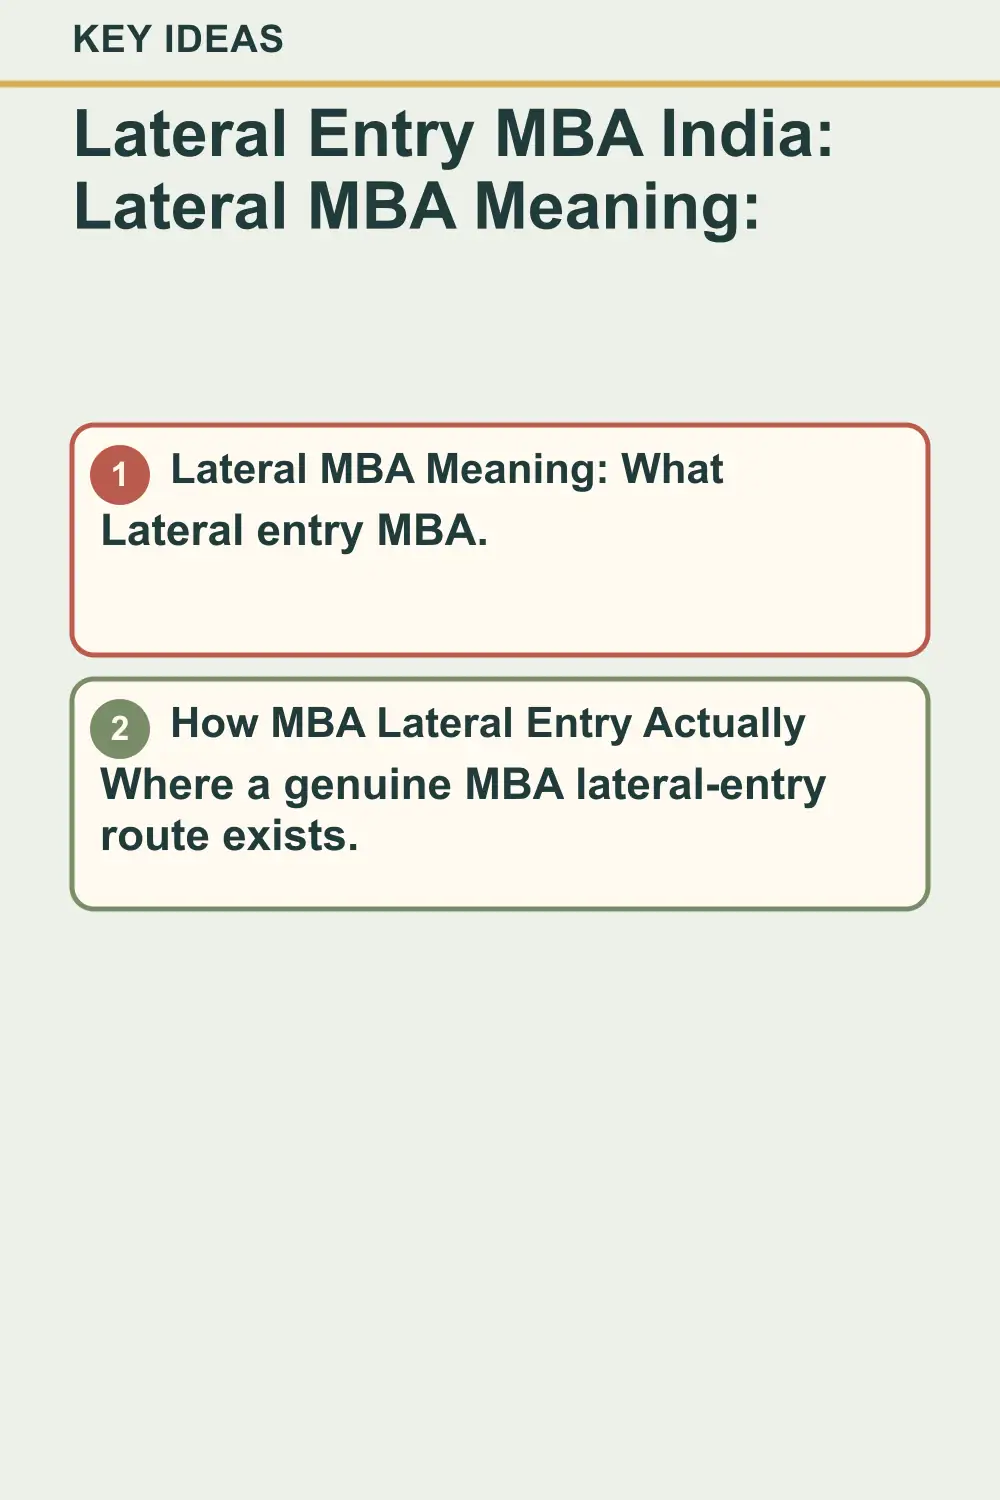 KEY IDEAS
Lateral Entry MBA India:
Lateral MBA Meaning:
1 Lateral MBA Meaning: What
Lateral entry MBA.
2 How MBA Lateral Entry Actually
Where a genuine MBA lateral-entry
route exists.